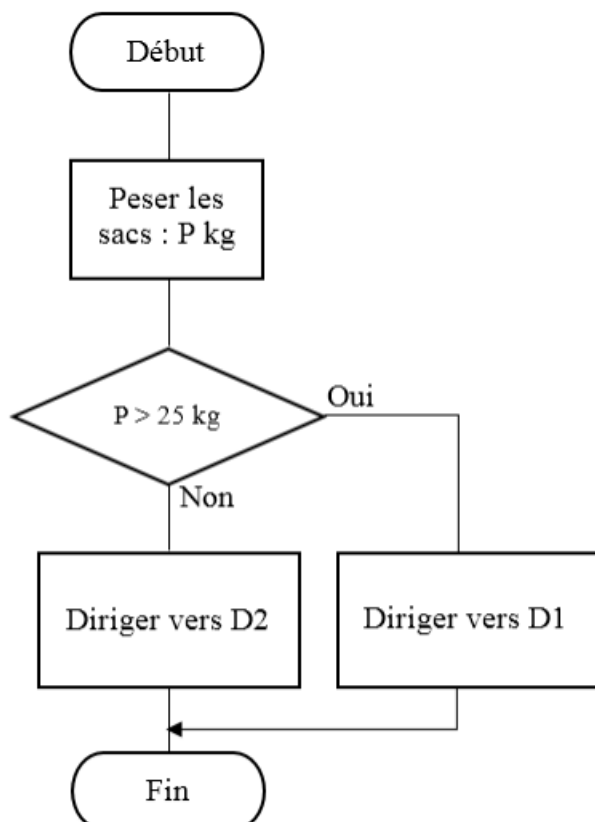 Début
Peser les
sacs : P kg
P > 25 kg
Oui
Non
Diriger vers D2
Diriger vers D1
Fin